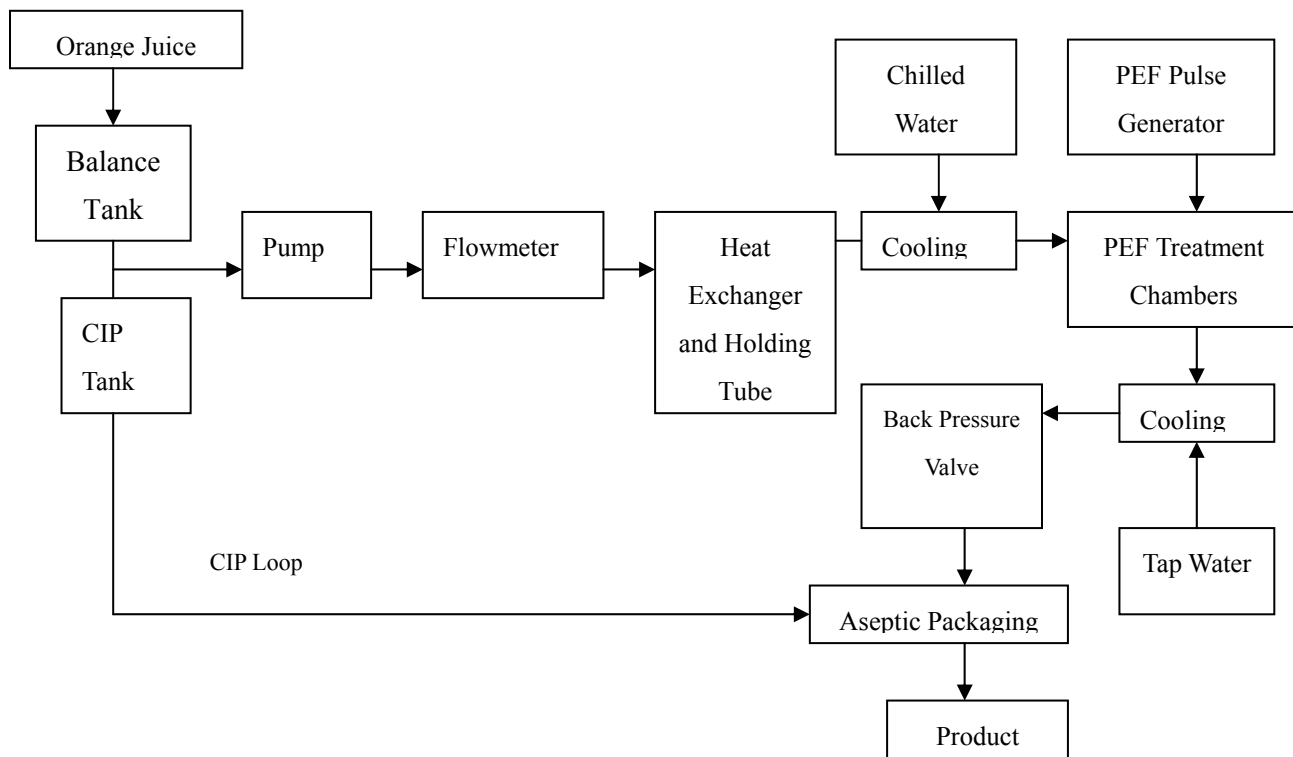 Orange Juice
Balance
Tank
CIP
Tank
Pump
Flowmeter
Heat
Exchanger
and Holding
Tube
Chilled
Water
Cooling
PEF Pulse
Generator
PEF Treatment
Chambers
Cooling
Tap Water
Back Pressure
Valve
CIP Loop
Aseptic Packaging
Product